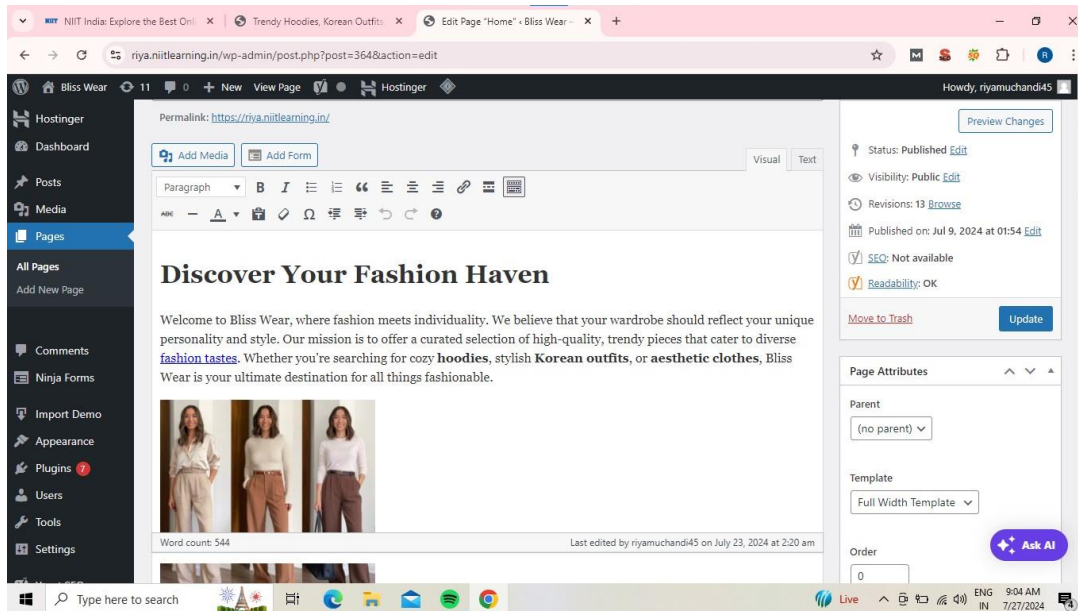 NIIT India: Explore the Best Onli
Trendy Hoodies, Korean Outfits
Edit Page "Home" ‹ Bliss Wear –
riya.niitlearning.in/wp-admin/post.php?post=364&action=edit
Bliss Wear 11 0 + New View Page Hostinger Howdy, riyamuchandi45
Hostinger
Dashboard
Posts
Media
Pages
All Pages
Add New Page
Comments
Ninja Forms
Import Demo
Appearance
Plugins 7
Users
Tools
Settings
Permalink: https://riya.niitlearning.in/
Add Media Add Form
Visual Text
Paragraph
Discover Your Fashion Haven
Welcome to Bliss Wear, where fashion meets individuality. We believe that your wardrobe should reflect your unique
personality and style. Our mission is to offer a curated selection of high-quality, trendy pieces that cater to diverse
fashion tastes. Whether you're searching for cozy hoodies, stylish Korean outfits, or aesthetic clothes, Bliss
Wear is your ultimate destination for all things fashionable.
Word count: 544 Last edited by riyamuchandi45 on July 23, 2024 at 2:20 am
Preview Changes
Status: Published Edit
Visibility: Public Edit
Revisions: 13 Browse
Published on: Jul 9, 2024 at 01:54 Edit
SEO: Not available
Readability: OK
Move to Trash Update
Page Attributes
Parent
(no parent)
Template
Full Width Template
Ask AI
Order
0
Type here to search
Live
ENG
IN
9:04 AM
7/27/2024